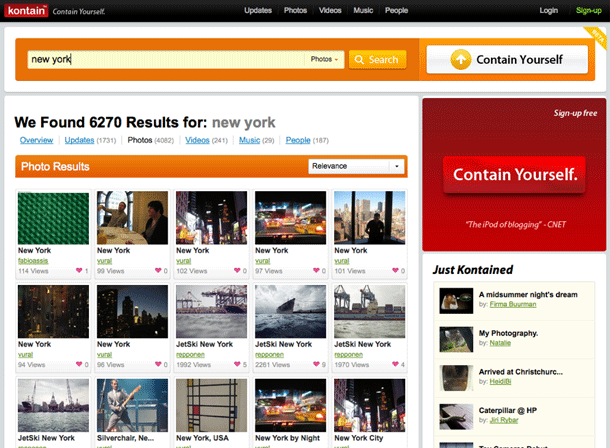 kontain™ Contain Yourself. Updates Photos Videos Music People Login Sign-up
BETA
new york Photos Search Contain Yourself
We Found 6270 Results for: new york
Overview Updates (1731) Photos (4082) Videos (241) Music (29) People (187)
Photo Results Relevance
New York New York New York New York New York
fabioassis vural vural vural vural
114 Views 1 99 Views 0 102 Views 0 97 Views 0 101 Views 0
New York New York JetSki New York JetSki New York JetSki New York
vural vural repponen repponen repponen
94 Views 0 96 Views 0 1992 Views 5 2261 Views 9 1970 Views 4
JetSki New York Silverchair, Ne... New York, USA New York by Night New York City
Sign-up free
Contain Yourself.
"The iPod of blogging" - CNET
Just Kontained
A midsummer night's dream
by: Firma Buurman
My Photography.
by: Natalie
Arrived at Christchurc...
by: HeidiBi
Caterpillar @ HP
by: Jiri Rybar